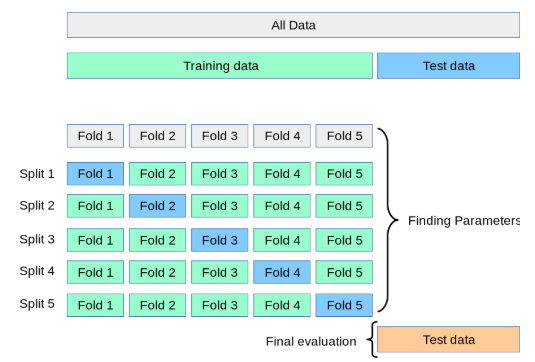 All Data
Training data Test data
Fold 1 Fold 2 Fold 3 Fold 4 Fold 5
Split 1 Fold 1 Fold 2 Fold 3 Fold 4 Fold 5
Split 2 Fold 1 Fold 2 Fold 3 Fold 4 Fold 5
Finding Parameters
Split 3 Fold 1 Fold 2 Fold 3 Fold 4 Fold 5
Split 4 Fold 1 Fold 2 Fold 3 Fold 4 Fold 5
Split 5 Fold 1 Fold 2 Fold 3 Fold 4 Fold 5
Final evaluation Test data